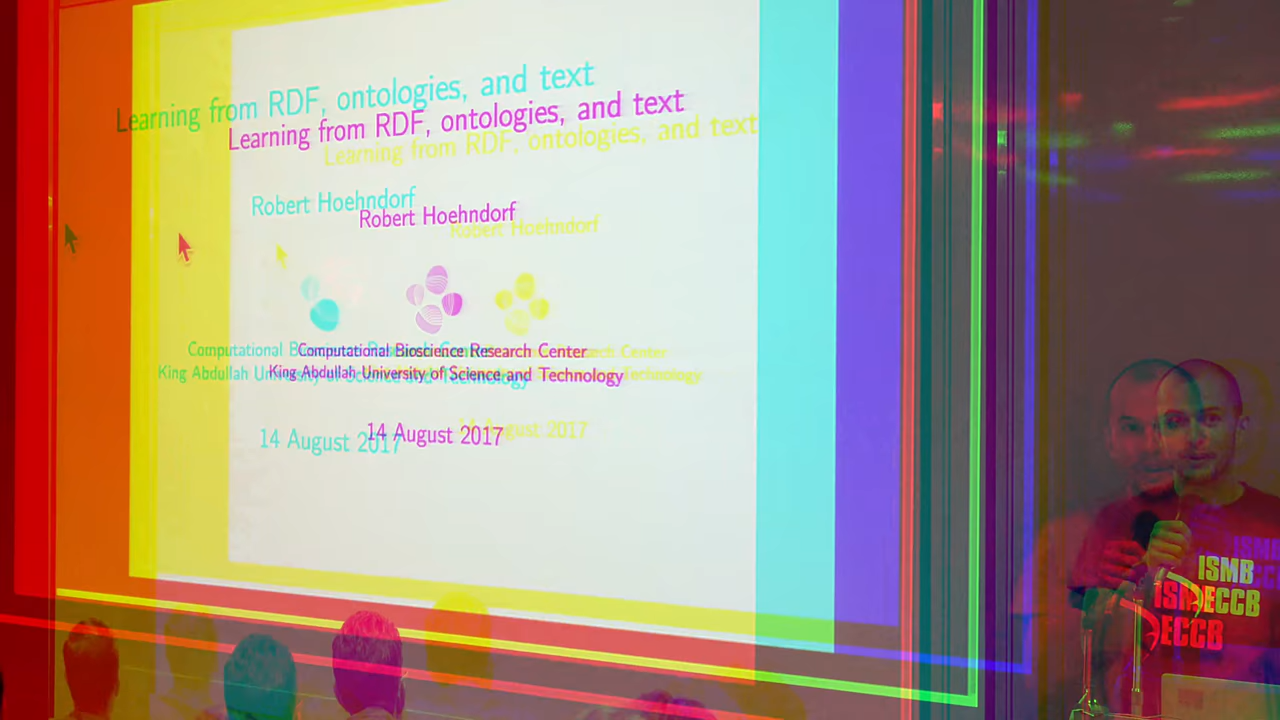 Learning from RDF, ontologies, and text
Robert Hoehndorf
Computational Bioscience Research Center
King Abdullah University of Science and Technology
14 August 2017
ISMB
ECCB